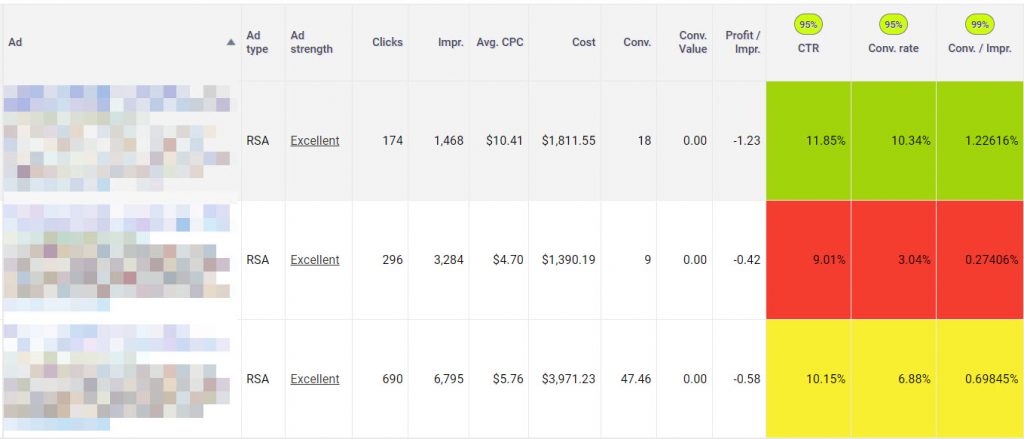 Ad
Ad type
Ad strength
Clicks
Impr.
Avg. CPC
Cost
Conv.
Conv. Value
Profit / Impr.
95%
CTR
95%
Conv. rate
99%
Conv. / Impr.
RSA Excellent 174 1,468 $10.41 $1,811.55 18 0.00 -1.23 11.85% 10.34% 1.22616%
RSA Excellent 296 3,284 $4.70 $1,390.19 9 0.00 -0.42 9.01% 3.04% 0.27406%
RSA Excellent 690 6,795 $5.76 $3,971.23 47.46 0.00 -0.58 10.15% 6.88% 0.69845%